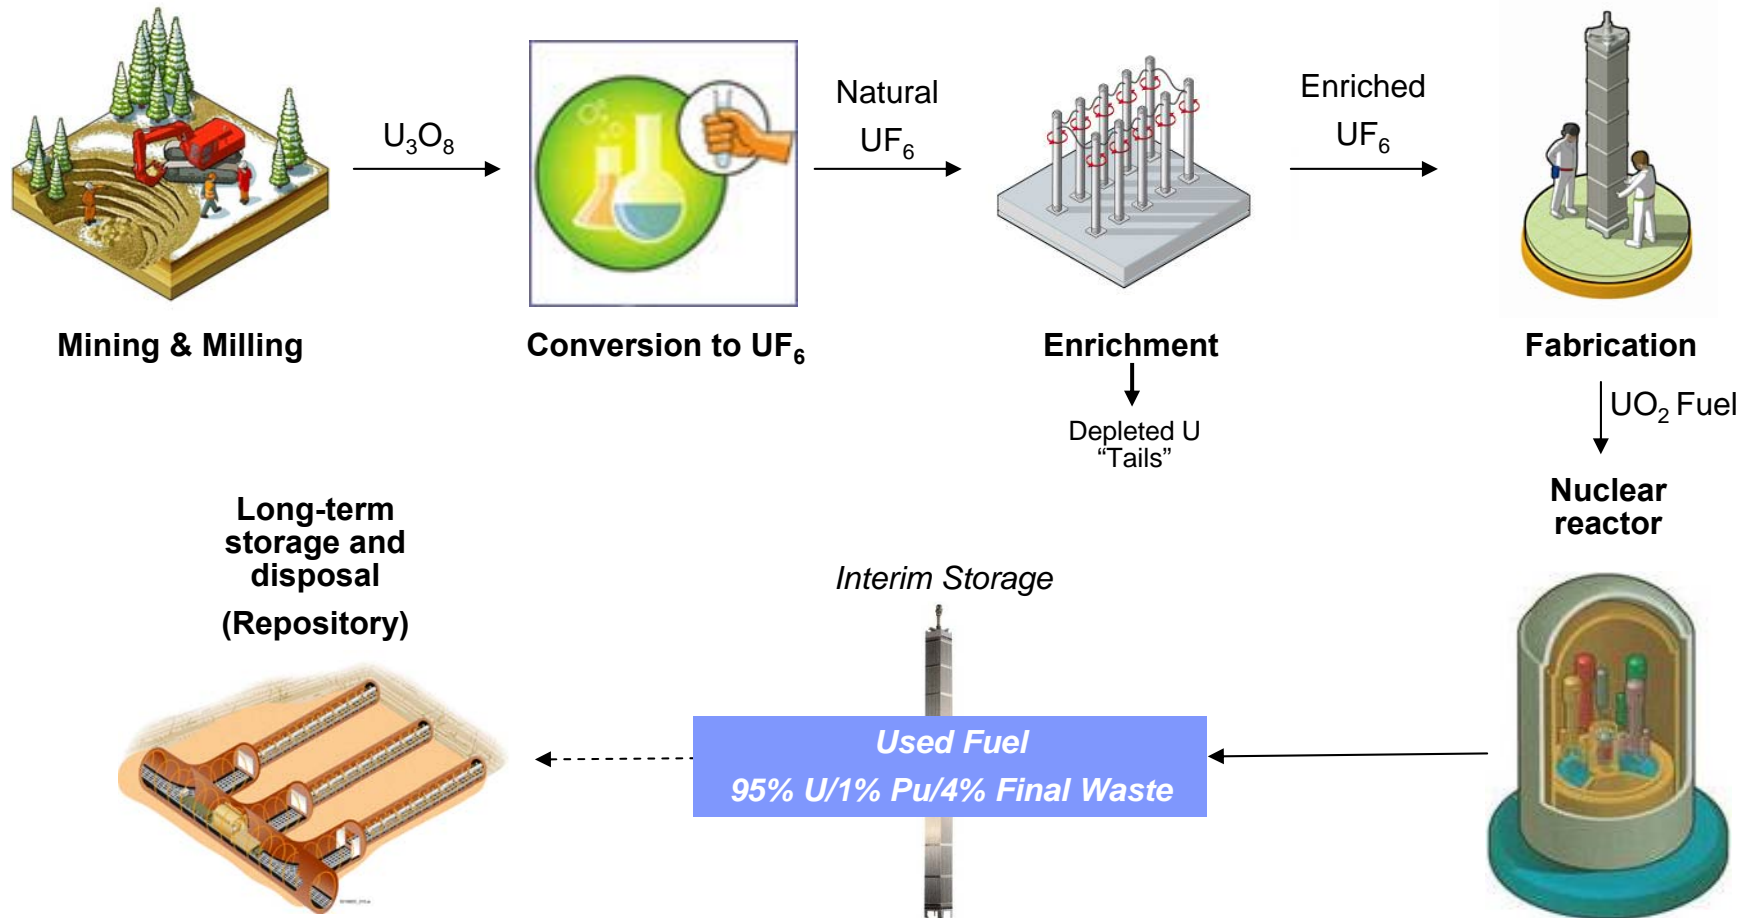 U₃O₈
Natural
UF₆
Enriched
UF₆
Mining & Milling
Conversion to UF₆
Enrichment
Fabrication
Depleted U
“Tails”
UO₂ Fuel
Nuclear
reactor
Long-term
storage and
disposal
(Repository)
Interim Storage
Used Fuel
95% U/1% Pu/4% Final Waste